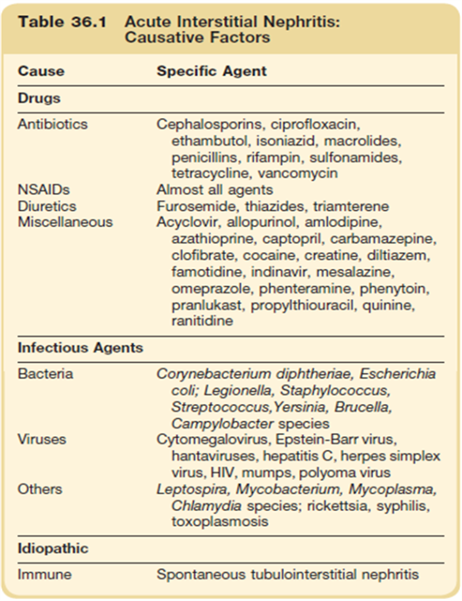 Table 36.1 Acute Interstitial Nephritis:
Causative Factors
Cause Specific Agent
Drugs
Antibiotics Cephalosporins, ciprofloxacin,
ethambutol, isoniazid, macrolides,
penicillins, rifampin, sulfonamides,
tetracycline, vancomycin
NSAIDs Almost all agents
Diuretics Furosemide, thiazides, triamterene
Miscellaneous Acyclovir, allopurinol, amlodipine,
azathioprine, captopril, carbamazepine,
clofibrate, cocaine, creatine, diltiazem,
famotidine, indinavir, mesalazine,
omeprazole, phenteramine, phenytoin,
pranlukast, propylthiouracil, quinine,
ranitidine
Infectious Agents
Bacteria Corynebacterium diphtheriae, Escherichia
coli; Legionella, Staphylococcus,
Streptococcus,Yersinia, Brucella,
Campylobacter species
Viruses Cytomegalovirus, Epstein-Barr virus,
hantaviruses, hepatitis C, herpes simplex
virus, HIV, mumps, polyoma virus
Others Leptospira, Mycobacterium, Mycoplasma,
Chlamydia species; rickettsia, syphilis,
toxoplasmosis
Idiopathic
Immune Spontaneous tubulointerstitial nephritis